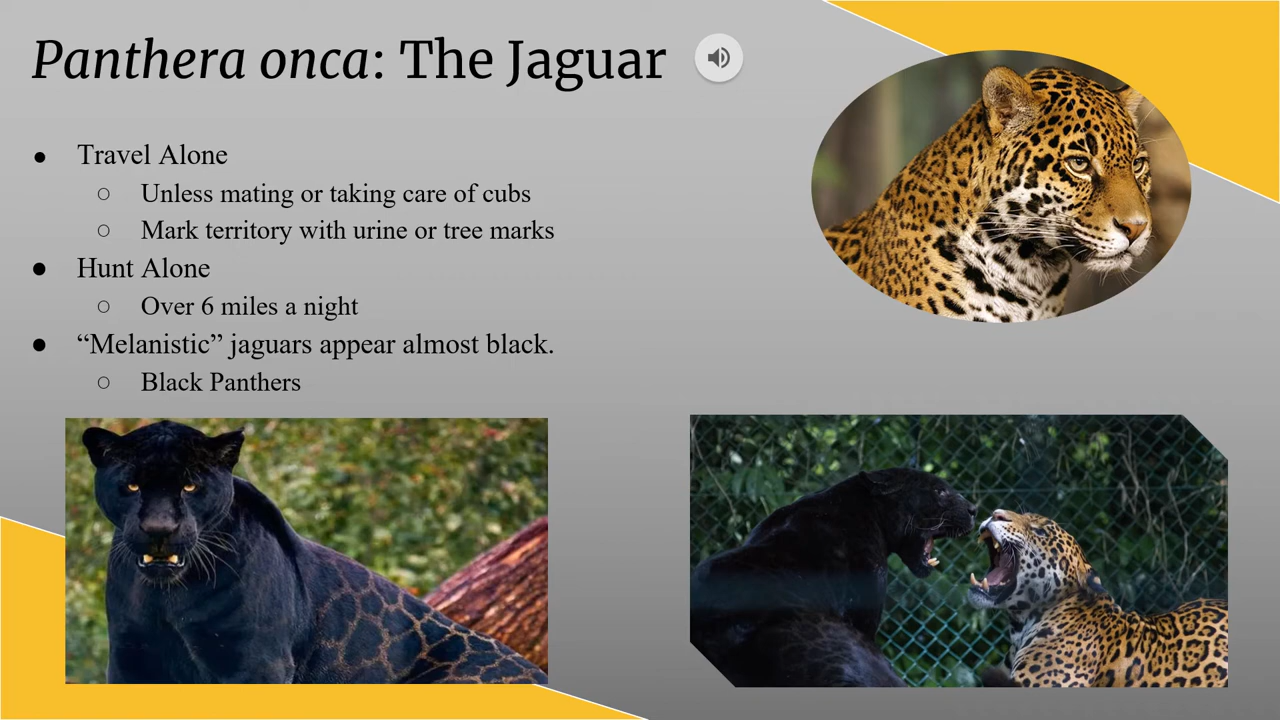 Panthera onca: The Jaguar
● Travel Alone
○ Unless mating or taking care of cubs
○ Mark territory with urine or tree marks
● Hunt Alone
○ Over 6 miles a night
● “Melanistic” jaguars appear almost black.
○ Black Panthers